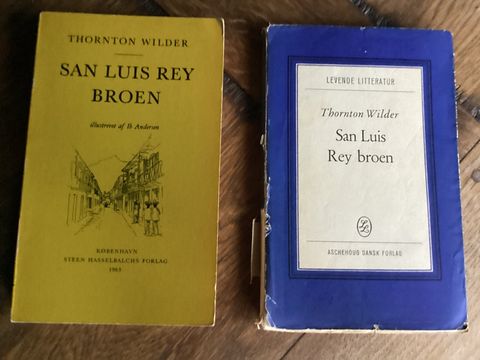 THORNTON WILDER
SAN LUIS REY
BROEN
illustreret af Ib Andersen
KØBENHAVN
STEEN HASSELBALCHS FORLAG
1963
LEVENDE LITTERATUR
Thornton Wilder
San Luis
Rey broen
LL
ASCHEHOUG DANSK FORLAG